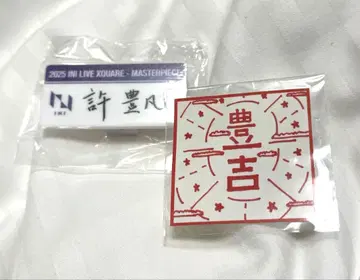 2025 INI LIVE XQUARE - MASTERPIECE
INI
許豊凡
豊
吉